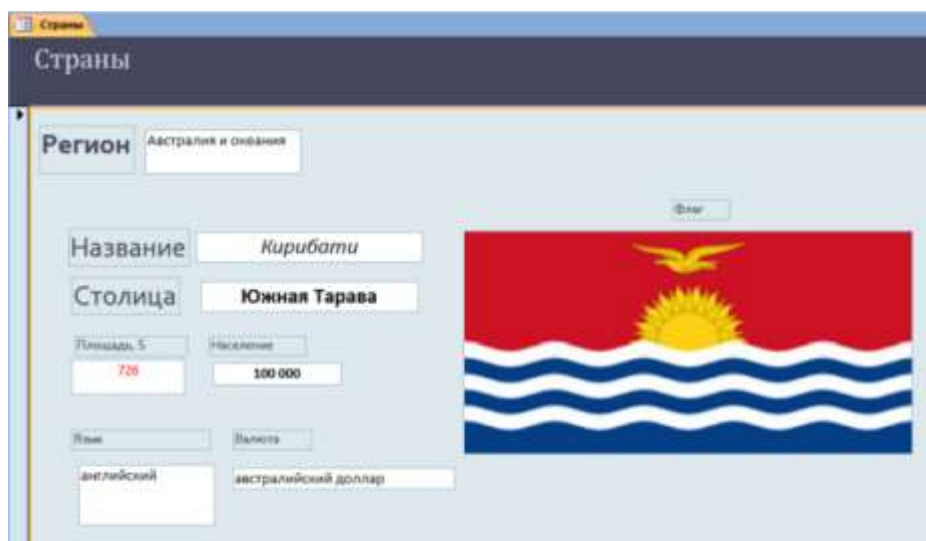 Страны
Страны
Регион
Австралия и океания
Флаг
Название
Кирибати
Столица
Южная Тарава
Площадь, S
Население
726
100 000
Язык
Валюта
английский
австралийский доллар